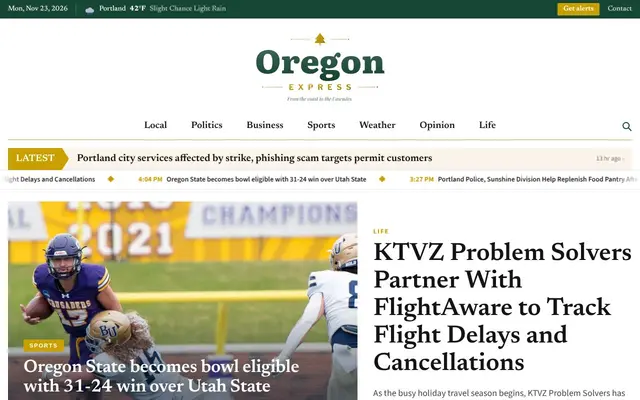 Mon, Nov 23, 2026
Portland 42°F Slight Chance Light Rain
Get alerts
Contact
Oregon
EXPRESS
From the coast to the Cascades
Local Politics Business Sports Weather Opinion Life
LATEST
Portland city services affected by strike, phishing scam targets permit customers
13 hr ago
light Delays and Cancellations
4:04 PM Oregon State becomes bowl eligible with 31-24 win over Utah State
3:27 PM Portland Police, Sunshine Division Help Replenish Food Pantry
CHAMPIONS
2021
CRUSADERS
BU
SPORTS
Oregon State becomes bowl eligible
with 31-24 win over Utah State
LIFE
KTVZ Problem Solvers
Partner With
FlightAware to Track
Flight Delays and
Cancellations
As the busy holiday travel season begins, KTVZ Problem Solvers has